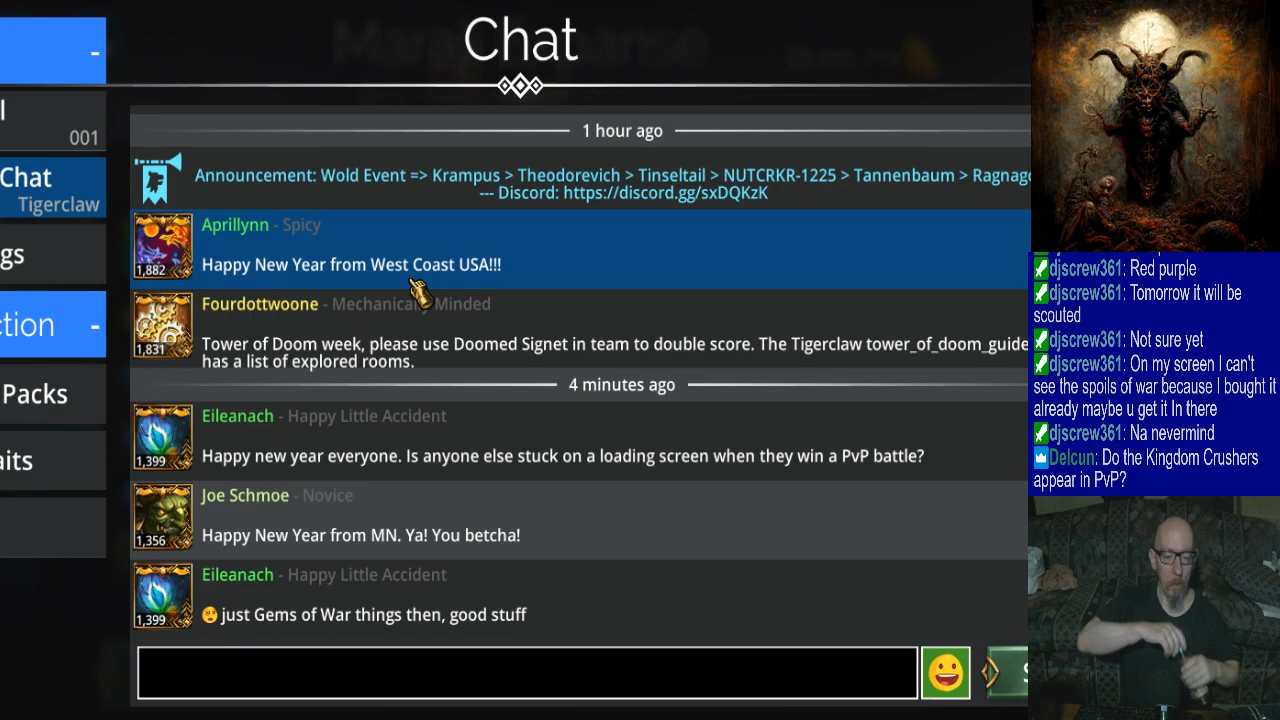 Chat
-
l
001
Chat
Tigerclaw
gs
ction -
Packs
aits
1 hour ago
Announcement: Wold Event => Krampus > Theodorevich > Tinseltail > NUTCRKR-1225 > Tannenbaum > Ragnago
--- Discord: https://discord.gg/sxDQKzK
Aprillynn - Spicy
1,882
Happy New Year from West Coast USA!!!
Fourdottwoone - Mechanically Minded
1,831
Tower of Doom week, please use Doomed Signet in team to double score. The Tigerclaw tower_of_doom_guide
has a list of explored rooms.
4 minutes ago
Eileanach - Happy Little Accident
1,399
Happy new year everyone. Is anyone else stuck on a loading screen when they win a PvP battle?
Joe Schmoe - Novice
1,356
Happy New Year from MN. Ya! You betcha!
Eileanach - Happy Little Accident
1,399
just Gems of War things then, good stuff
S
djscrew361: Red purple
djscrew361: Tomorrow it will be
scouted
djscrew361: Not sure yet
djscrew361: On my screen I can't
see the spoils of war because I bought it
already maybe u get it In there
djscrew361: Na nevermind
Delcun: Do the Kingdom Crushers
appear in PvP?